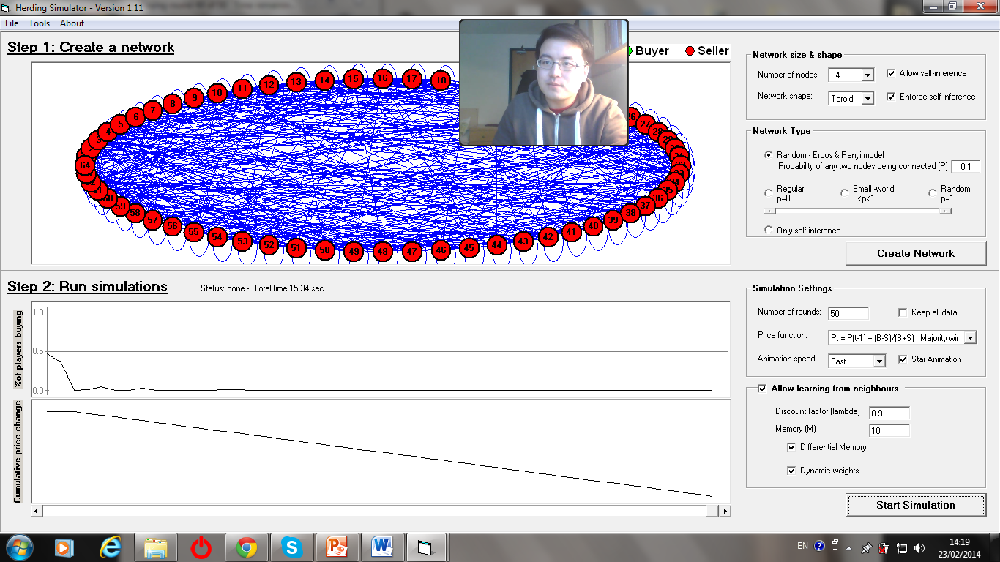 Herding Simulator - Version 1.11
File Tools About
Step 1: Create a network
Buyer Seller
4 5 6 7 8 9 10 11 12 13 14 15 16 17 18
26 27 28
64
60 59 58 57 56 55 54 53 52 51 50 49 48 47 46 45 44 43 42 41 40 39 38 37 36 35
Network size & shape
Number of nodes: 64 Allow self-inference
Network shape: Toroid Enforce self-inference
Network Type
Random - Erdos & Renyi model
Probability of any two nodes being connected (P) 0.1
Regular Small -world Random
p=0 0<p<1 p=1
Only self-inference
Create Network
Step 2: Run simulations Status: done - Total time:15.34 sec
%of players buying
1.0
0.5
0.0
Cumulative price change
Simulation Settings
Number of rounds: 50 Keep all data
Price function: Pt = P(t-1) + (B-S)/(B+S) Majority win
Animation speed: Fast Star Animation
Allow learning from neighbours
Discount factor (lambda) 0.9
Memory (M) 10
Differential Memory
Dynamic weights
Start Simulation
EN 14:19
23/02/2014